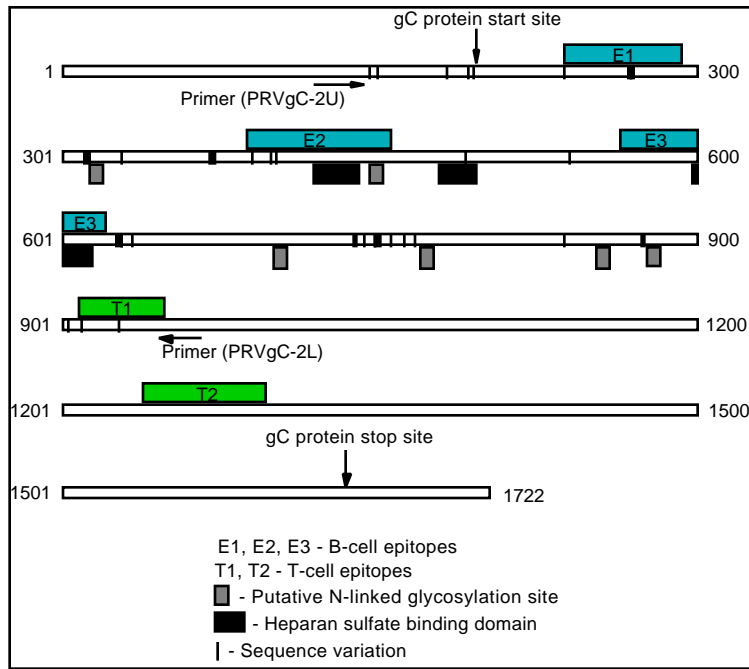 gC protein start site
E1
1
300
Primer (PRVgC-2U)
E2
E3
301
600
E3
601
900
T1
901
1200
Primer (PRVgC-2L)
T2
1201
1500
gC protein stop site
1501
1722
E1, E2, E3 - B-cell epitopes
T1, T2 - T-cell epitopes
- Putative N-linked glycosylation site
- Heparan sulfate binding domain
- Sequence variation